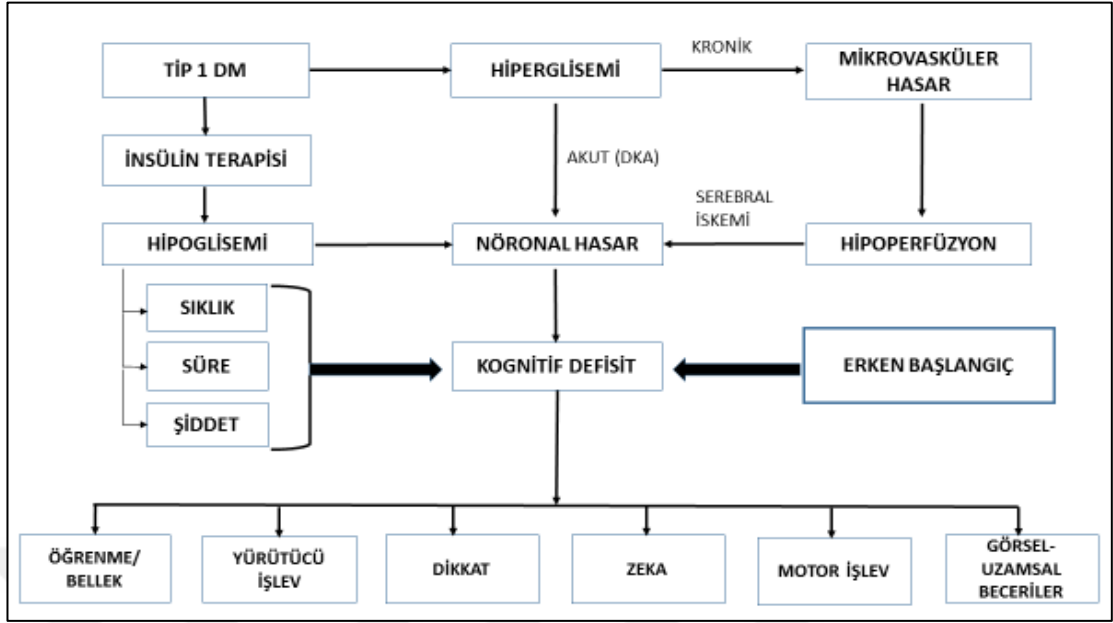 TİP 1 DM
HİPERGLİSEMİ
KRONİK
MİKROVASKÜLER
HASAR
İNSÜLİN TERAPİSİ
AKUT (DKA)
SEREBRAL
İSKEMİ
HİPOGLİSEMİ
NÖRONAL HASAR
HİPOPERFÜZYON
SIKLIK
SÜRE
ŞİDDET
KOGNİTİF DEFİSİT
ERKEN BAŞLANGIÇ
ÖĞRENME/
BELLEK
YÜRÜTÜCÜ
İŞLEV
DİKKAT
ZEKA
MOTOR İŞLEV
GÖRSEL-
UZAMSAL
BECERİLER